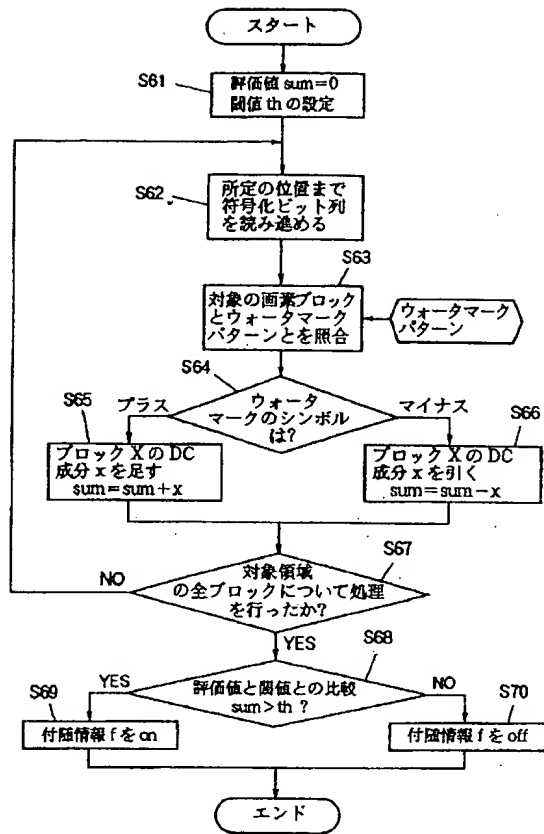 スタート
S61
評価値 sum=0
閾値 th の設定
S62
所定の位置まで
符号化ビット列
を読み進める
S63
対象の画素ブロック
とウォータマーク
パターンとを照合
ウォータマーク
パターン
S64
ウォータ
マークのシンボル
は?
プラス
マイナス
S65
ブロック X の DC
成分 x を足す
sum=sum+x
S66
ブロック X の DC
成分 x を引く
sum=sum-x
S67
対象領域
の全ブロックについて処理
を行ったか?
NO
YES
S68
評価値と閾値との比較
sum>th ?
YES
NO
S69
付随情報 f を on
S70
付随情報 f を off
エンド